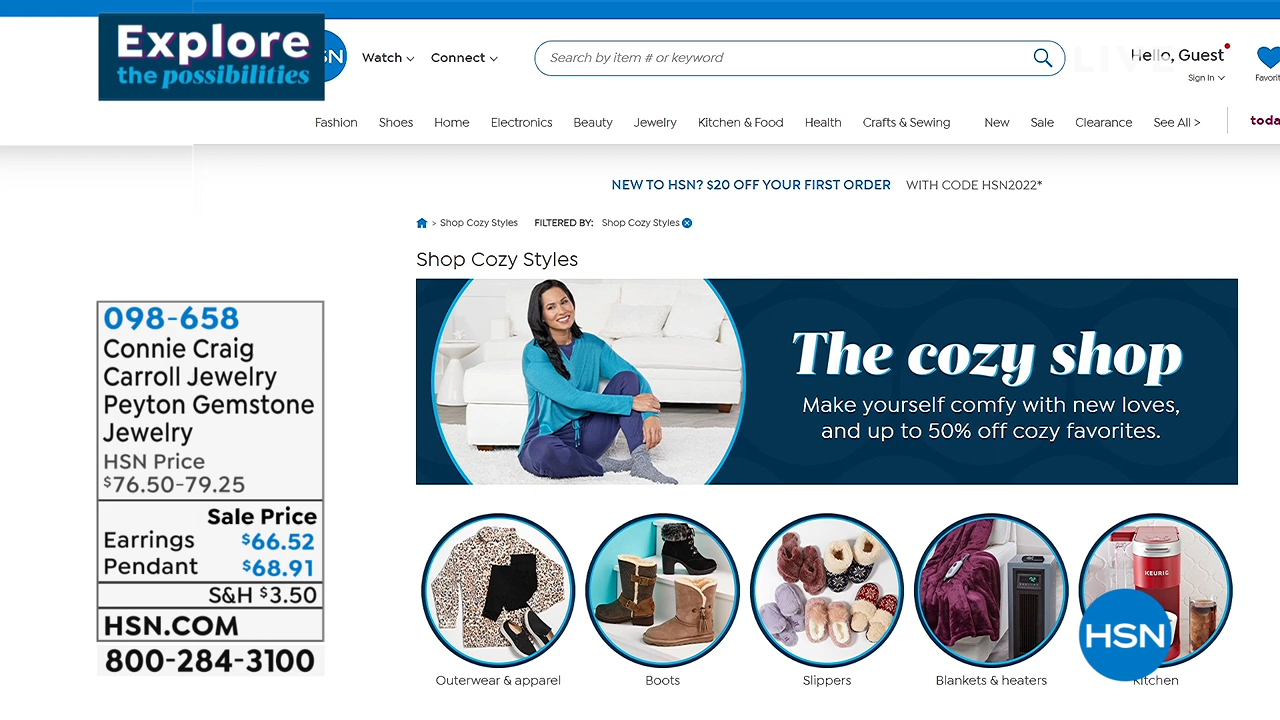 Explore
the possibilities
SN
Watch
Connect
Search by item # or keyword
LIVE
Hello, Guest
Sign In
Favorit
Fashion
Shoes
Home
Electronics
Beauty
Jewelry
Kitchen & Food
Health
Crafts & Sewing
New
Sale
Clearance
See All >
toda
NEW TO HSN? $20 OFF YOUR FIRST ORDER WITH CODE HSN2022*
> Shop Cozy Styles FILTERED BY: Shop Cozy Styles
Shop Cozy Styles
The cozy shop
Make yourself comfy with new loves,
and up to 50% off cozy favorites.
098-658
Connie Craig
Carroll Jewelry
Peyton Gemstone
Jewelry
HSN Price
$76.50-79.25
Sale Price
Earrings $66.52
Pendant $68.91
S&H $3.50
HSN.COM
800-284-3100
KEURIG
HSN
Outerwear & apparel
Boots
Slippers
Blankets & heaters
Kitchen